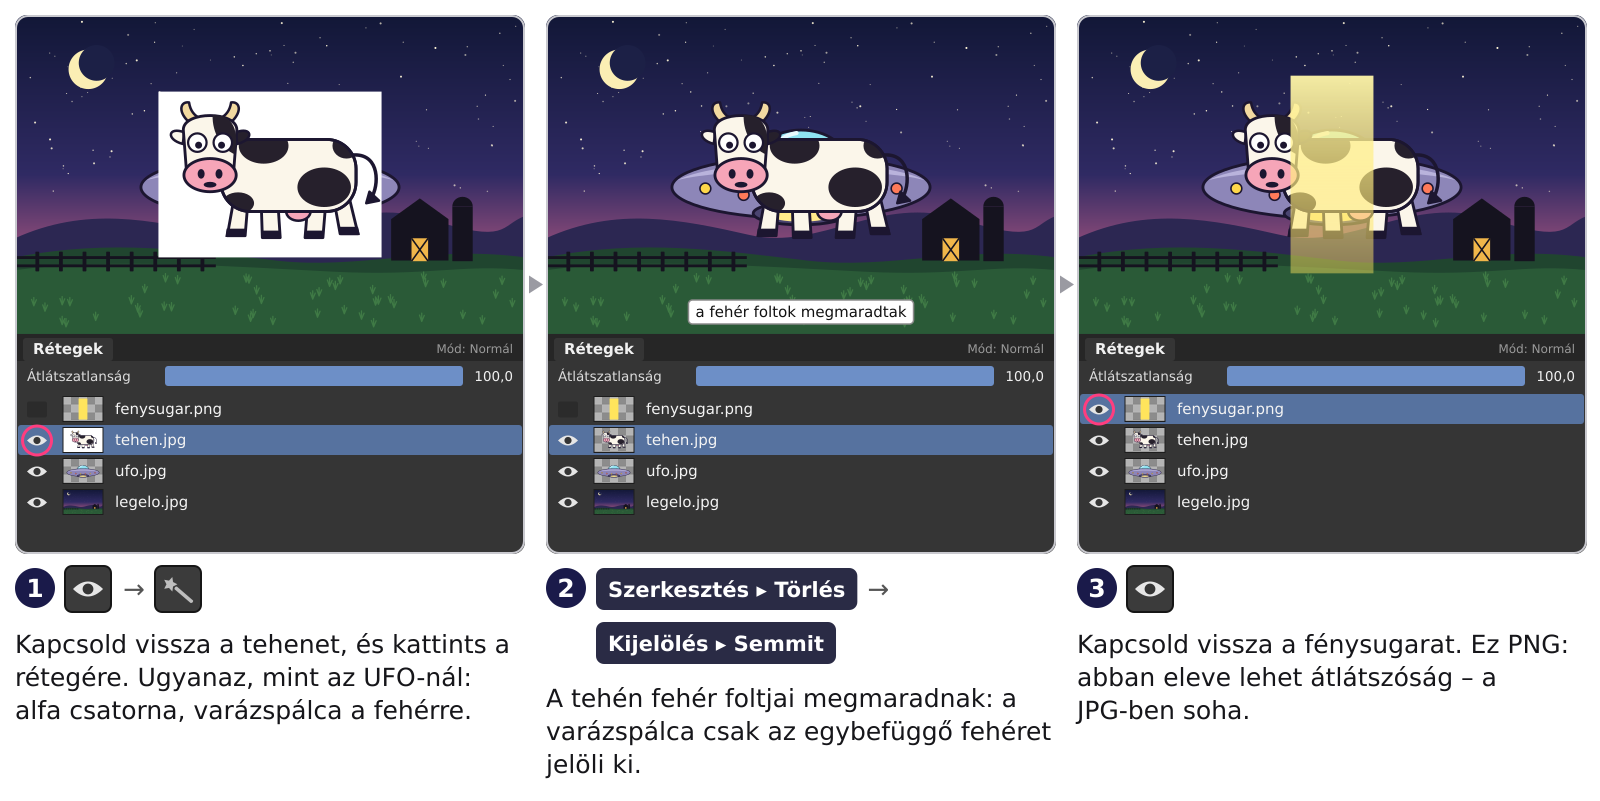 Rétegek
Mód: Normál
Átlátszatlanság
100,0
fenysugar.png
tehen.jpg
ufo.jpg
legelo.jpg
1 →
Kapcsold vissza a tehenet, és kattints a
rétegére. Ugyanaz, mint az UFO-nál:
alfa csatorna, varázspálca a fehérre.
a fehér foltok megmaradtak
Rétegek
Mód: Normál
Átlátszatlanság
100,0
fenysugar.png
tehen.jpg
ufo.jpg
legelo.jpg
2 Szerkesztés ▸ Törlés →
Kijelölés ▸ Semmit
A tehén fehér foltjai megmaradnak: a
varázspálca csak az egybefüggő fehéret
jelöli ki.
Rétegek
Mód: Normál
Átlátszatlanság
100,0
fenysugar.png
tehen.jpg
ufo.jpg
legelo.jpg
3
Kapcsold vissza a fénysugarat. Ez PNG:
abban eleve lehet átlátszóság – a
JPG-ben soha.